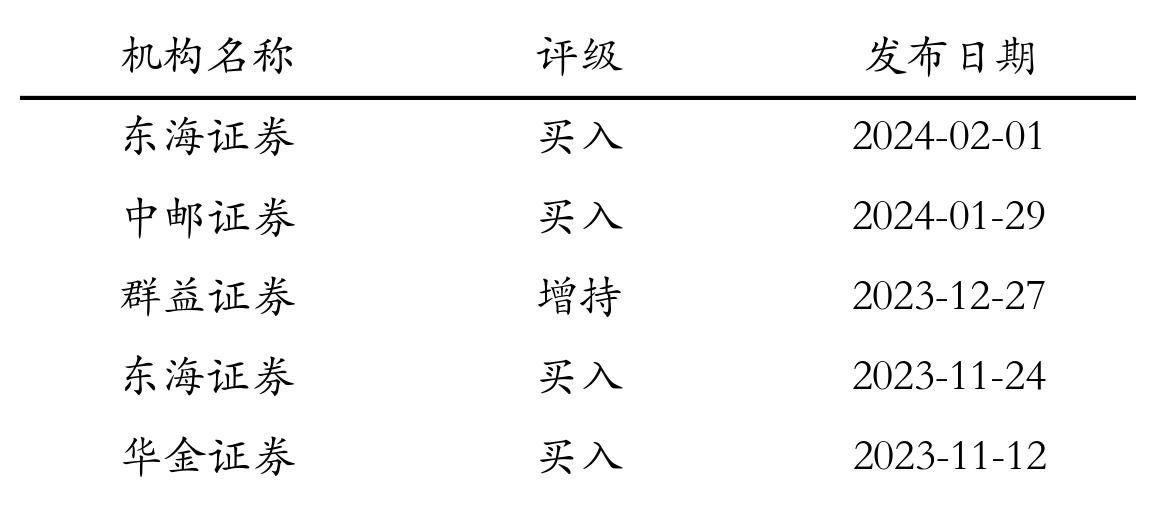 机构名称 评级 发布日期
东海证券 买入 2024-02-01
中邮证券 买入 2024-01-29
群益证券 增持 2023-12-27
东海证券 买入 2023-11-24
华金证券 买入 2023-11-12